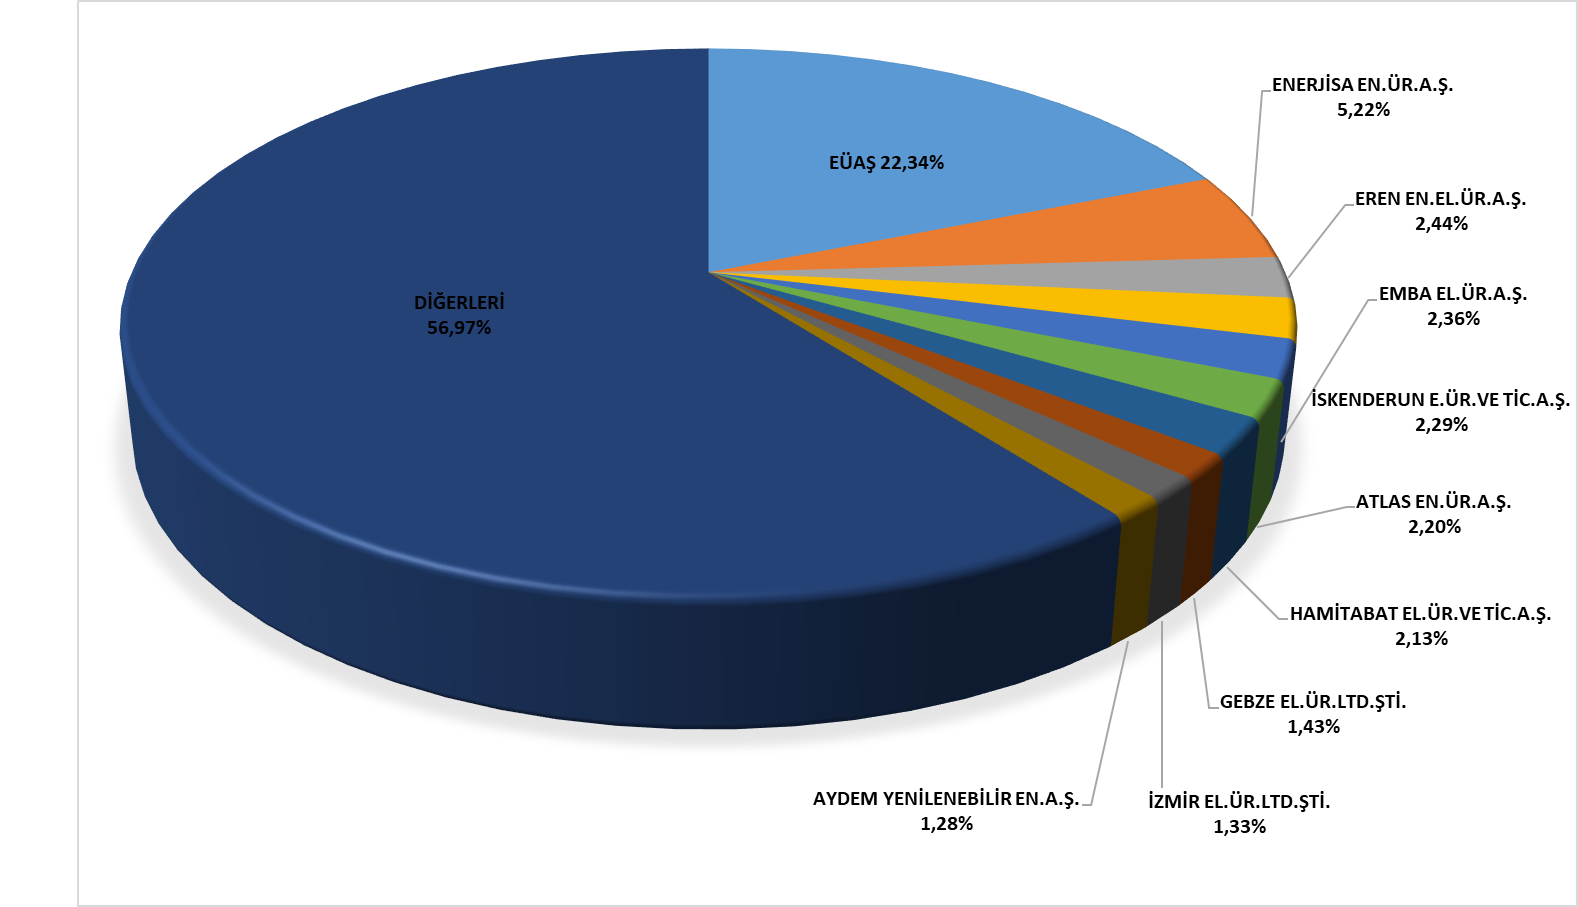 ENERJİSA EN.ÜR.A.Ş.
5,22%
EÜAŞ 22,34%
EREN EN.EL.ÜR.A.Ş.
2,44%
DİĞERLERİ
56,97%
EMBA EL.ÜR.A.Ş.
2,36%
İSKENDERUN E.ÜR.VE TİC.A.Ş.
2,29%
ATLAS EN.ÜR.A.Ş.
2,20%
HAMİTABAT EL.ÜR.VE TİC.A.Ş.
2,13%
GEBZE EL.ÜR.LTD.ŞTİ.
1,43%
AYDEM YENİLENEBİLİR EN.A.Ş.
1,28%
İZMİR EL.ÜR.LTD.ŞTİ.
1,33%